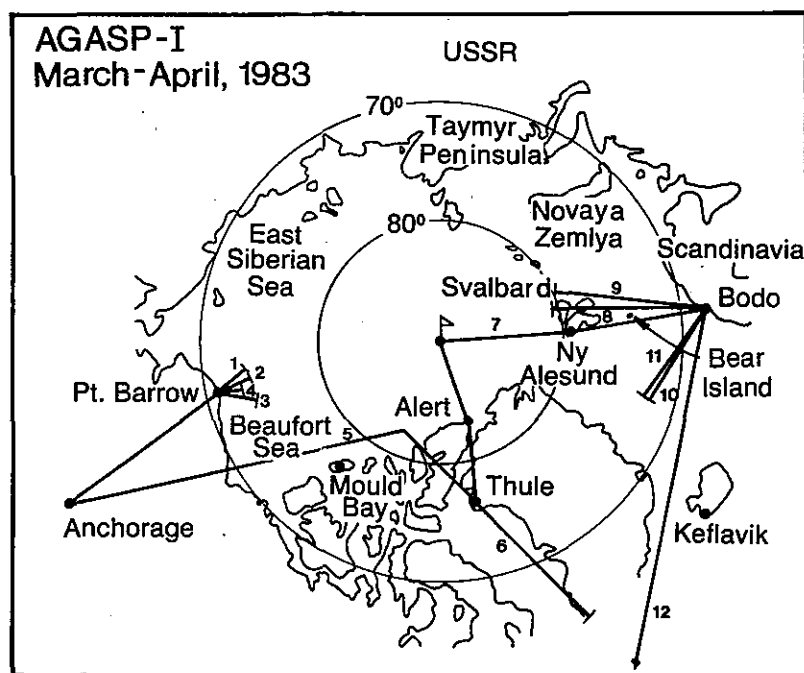 AGASP-I
March-April, 1983
USSR
70⁰
Taymyr
Peninsula
80⁰
Novaya
Zemlya
East
Siberian
Sea
Scandinavia
Svalbard
9
Bodo
7
8
Ny
Alesund
11
Bear
Island
10
1
2
4
3
Pt. Barrow
Beaufort
Sea
5
Alert
Mould
Bay
Thule
Anchorage
6
Keflavik
12